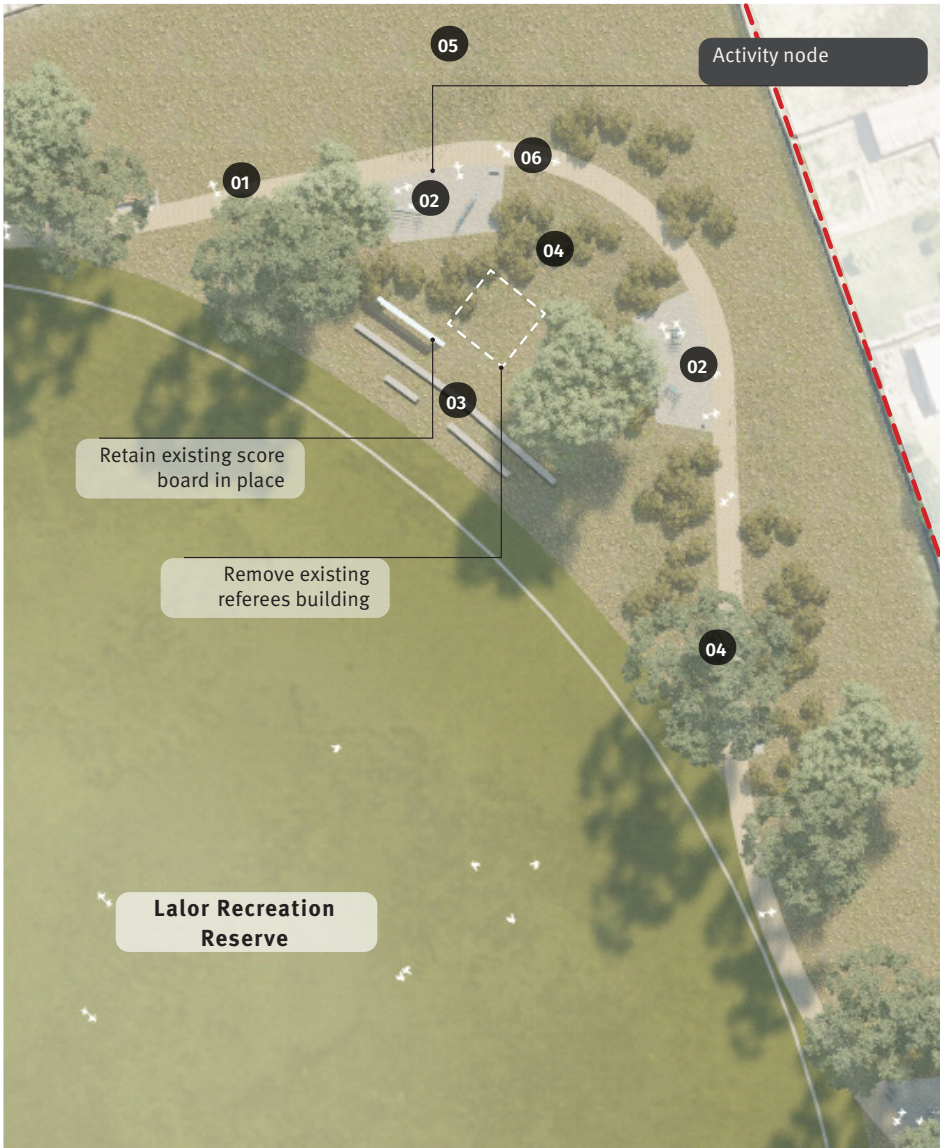 05
Activity node
06
01
02
04
02
03
Retain existing score
board in place
Remove existing
referees building
04
Lalor Recreation
Reserve